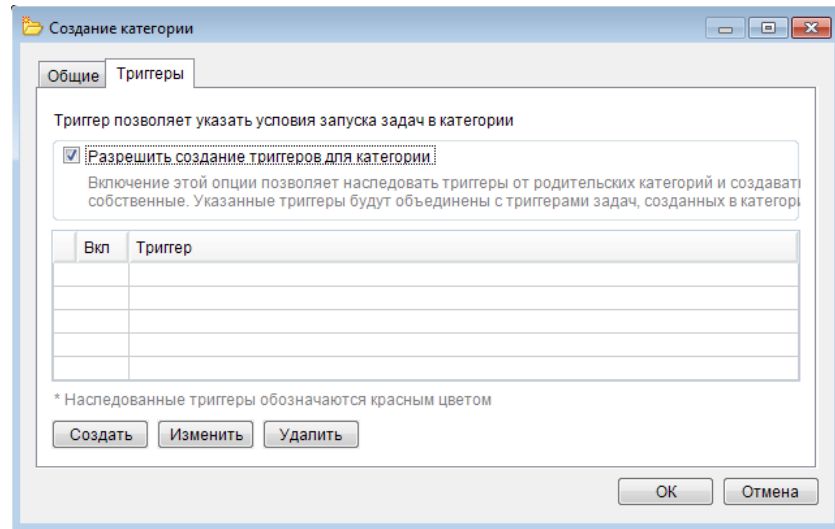 Создание категории
Общие
Триггеры
Триггер позволяет указать условия запуска задач в категории
Разрешить создание триггеров для категории
Включение этой опции позволяет наследовать триггеры от родительских категорий и создават
собственные. Указанные триггеры будут объединены с триггерами задач, созданных в категори
Вкл Триггер
* Наследованные триггеры обозначаются красным цветом
Создать Изменить Удалить
ОК Отмена